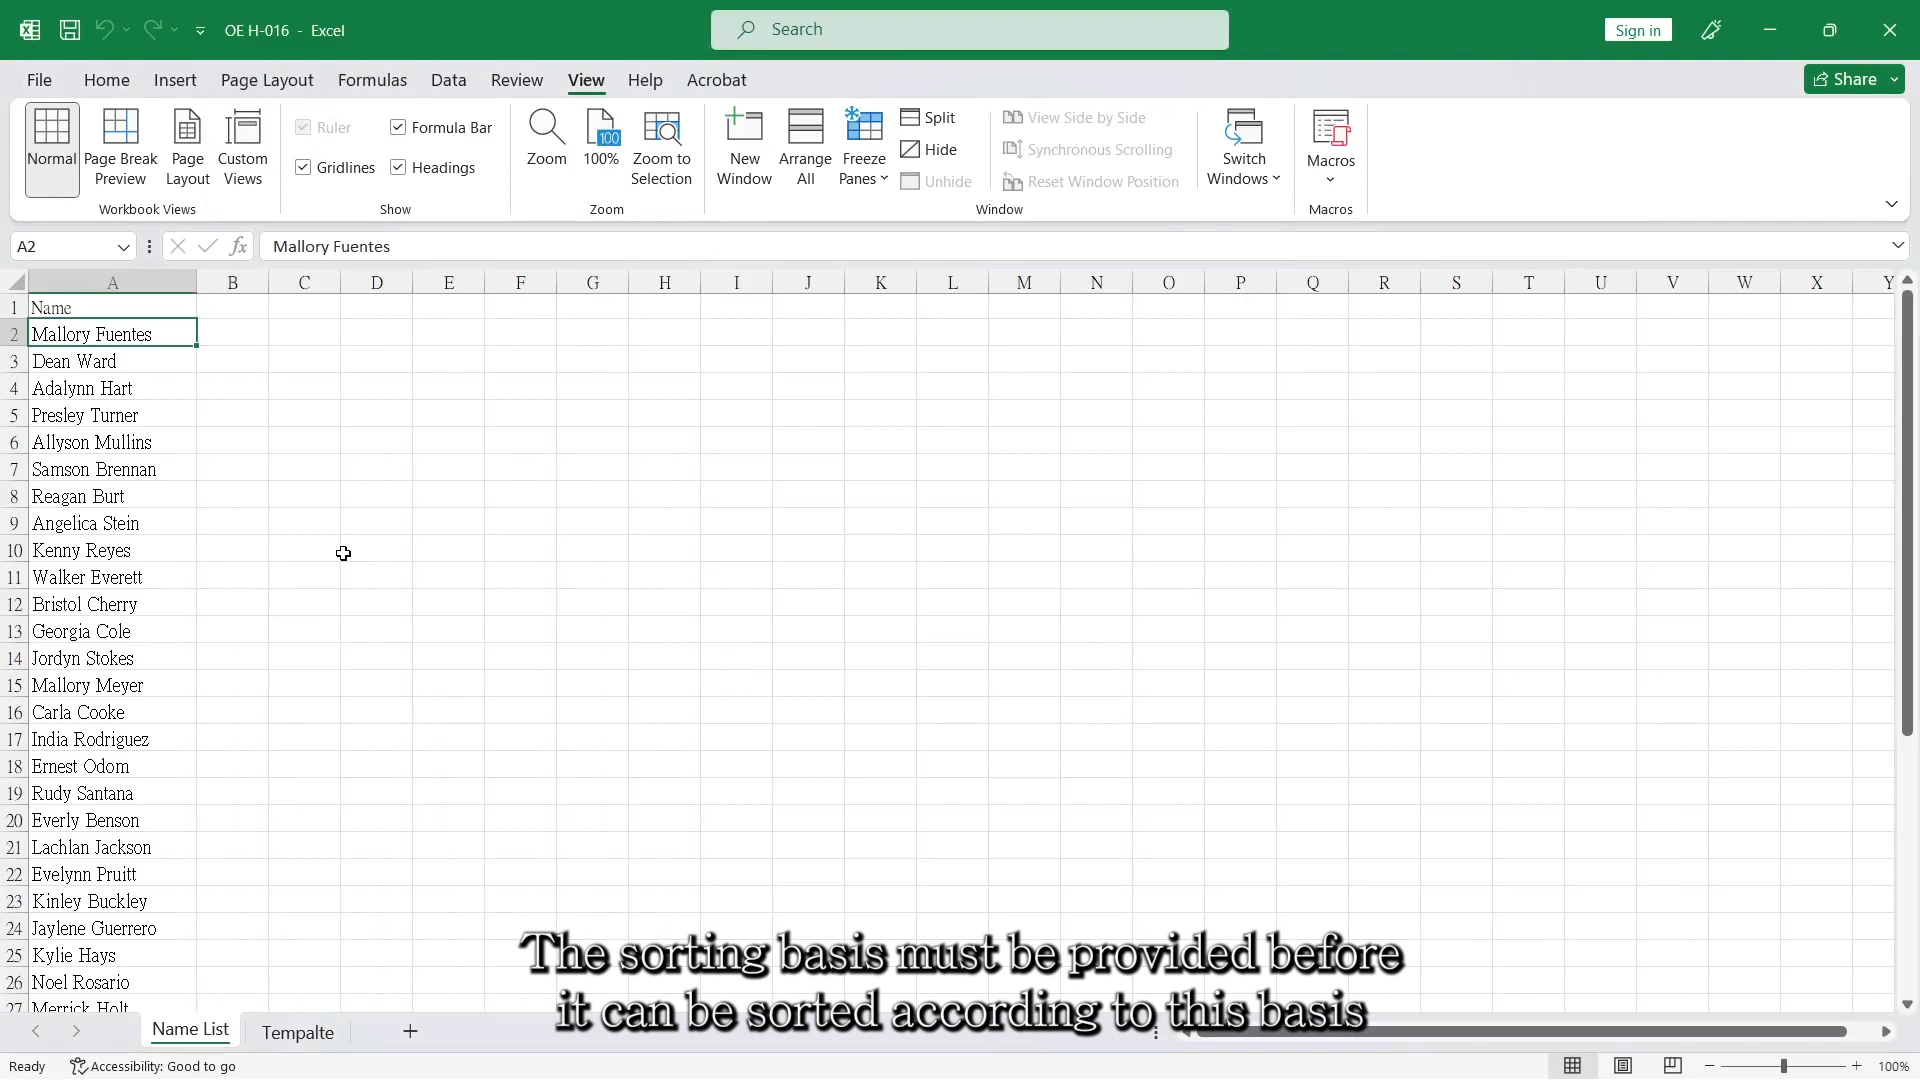 OE H-016 - Excel
Search
Sign in
File Home Insert Page Layout Formulas Data Review View Help Acrobat
Share
Normal
Page Break Preview
Page Layout
Custom Views
Workbook Views
Ruler
Formula Bar
Gridlines
Headings
Show
Zoom
100
100%
Zoom to Selection
Zoom
New Window
Arrange All
Freeze Panes
Split
Hide
Unhide
View Side by Side
Synchronous Scrolling
Reset Window Position
Window
Switch Windows
Macros
Macros
A2
fx
Mallory Fuentes
A B C D E F G H I J K L M N O P Q R S T U V W X Y
1 Name
2 Mallory Fuentes
3 Dean Ward
4 Adalynn Hart
5 Presley Turner
6 Allyson Mullins
7 Samson Brennan
8 Reagan Burt
9 Angelica Stein
10 Kenny Reyes
11 Walker Everett
12 Bristol Cherry
13 Georgia Cole
14 Jordyn Stokes
15 Mallory Meyer
16 Carla Cooke
17 India Rodriguez
18 Ernest Odom
19 Rudy Santana
20 Everly Benson
21 Lachlan Jackson
22 Evelynn Pruitt
23 Kinley Buckley
24 Jaylene Guerrero
25 Kylie Hays
26 Noel Rosario
27 Merrick Holt
The sorting basis must be provided before
it can be sorted according to this basis
Name List
Tempalte
Ready
Accessibility: Good to go
100%